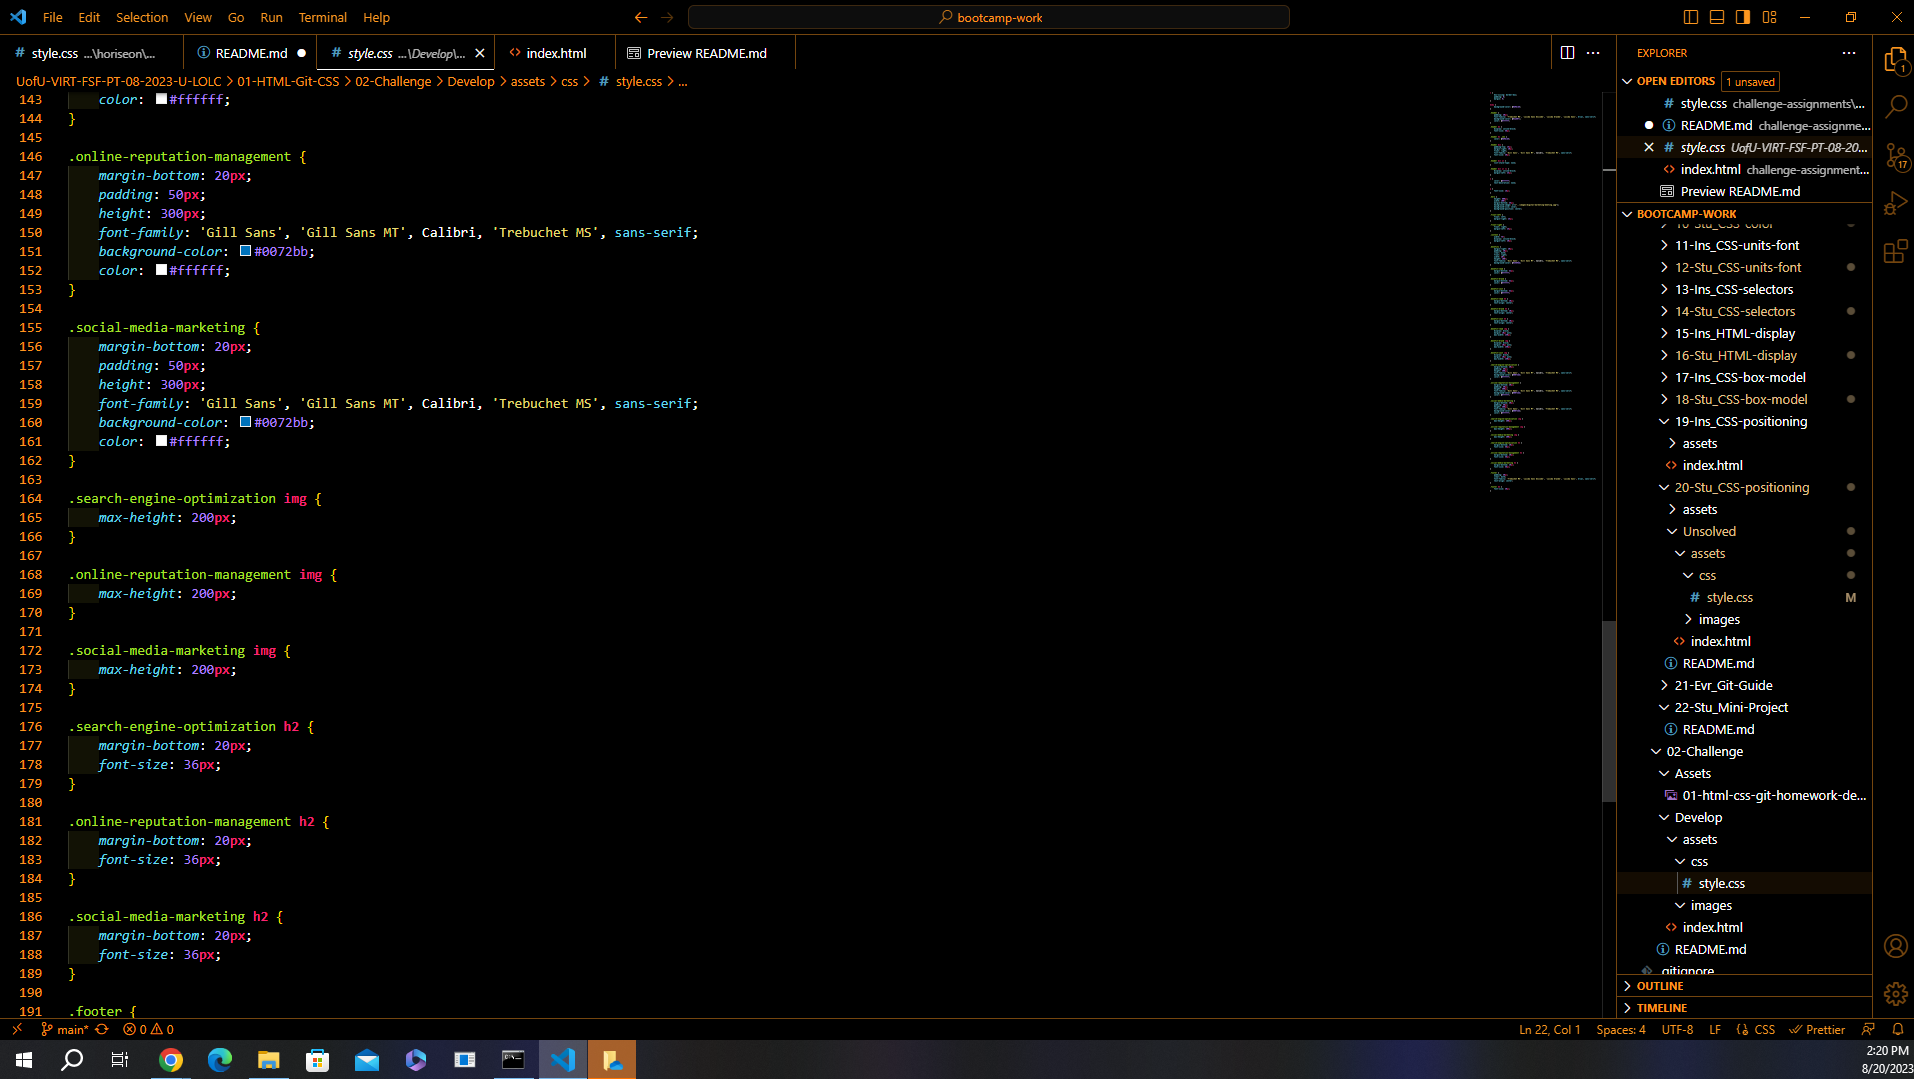 File Edit Selection View Go Run Terminal Help
bootcamp-work
style.css ...\horiseon\...
README.md
style.css ...\Develop\...
index.html
Preview README.md
UofU-VIRT-FSF-PT-08-2023-U-LOLC > 01-HTML-Git-CSS > 02-Challenge > Develop > assets > css > # style.css > ...
143 color: #ffffff;
144 }
145
146 .online-reputation-management {
147 margin-bottom: 20px;
148 padding: 50px;
149 height: 300px;
150 font-family: 'Gill Sans', 'Gill Sans MT', Calibri, 'Trebuchet MS', sans-serif;
151 background-color: #0072bb;
152 color: #ffffff;
153 }
154
155 .social-media-marketing {
156 margin-bottom: 20px;
157 padding: 50px;
158 height: 300px;
159 font-family: 'Gill Sans', 'Gill Sans MT', Calibri, 'Trebuchet MS', sans-serif;
160 background-color: #0072bb;
161 color: #ffffff;
162 }
163
164 .search-engine-optimization img {
165 max-height: 200px;
166 }
167
168 .online-reputation-management img {
169 max-height: 200px;
170 }
171
172 .social-media-marketing img {
173 max-height: 200px;
174 }
175
176 .search-engine-optimization h2 {
177 margin-bottom: 20px;
178 font-size: 36px;
179 }
180
181 .online-reputation-management h2 {
182 margin-bottom: 20px;
183 font-size: 36px;
184 }
185
186 .social-media-marketing h2 {
187 margin-bottom: 20px;
188 font-size: 36px;
189 }
190
191 .footer {
EXPLORER
OPEN EDITORS 1 unsaved
# style.css challenge-assignments\...
README.md challenge-assignme...
# style.css UofU-VIRT-FSF-PT-08-20...
index.html challenge-assignment...
Preview README.md
BOOTCAMP-WORK
10-Stu_CSS-color
11-Ins_CSS-units-font
12-Stu_CSS-units-font
13-Ins_CSS-selectors
14-Stu_CSS-selectors
15-Ins_HTML-display
16-Stu_HTML-display
17-Ins_CSS-box-model
18-Stu_CSS-box-model
19-Ins_CSS-positioning
assets
index.html
20-Stu_CSS-positioning
assets
Unsolved
assets
css
# style.css M
images
index.html
README.md
21-Evr_Git-Guide
22-Stu_Mini-Project
README.md
02-Challenge
Assets
01-html-css-git-homework-de...
Develop
assets
css
# style.css
images
index.html
README.md
.gitignore
OUTLINE
TIMELINE
1
17
main* 0 0
Ln 22, Col 1 Spaces: 4 UTF-8 LF CSS Prettier
2:20 PM
8/20/2023